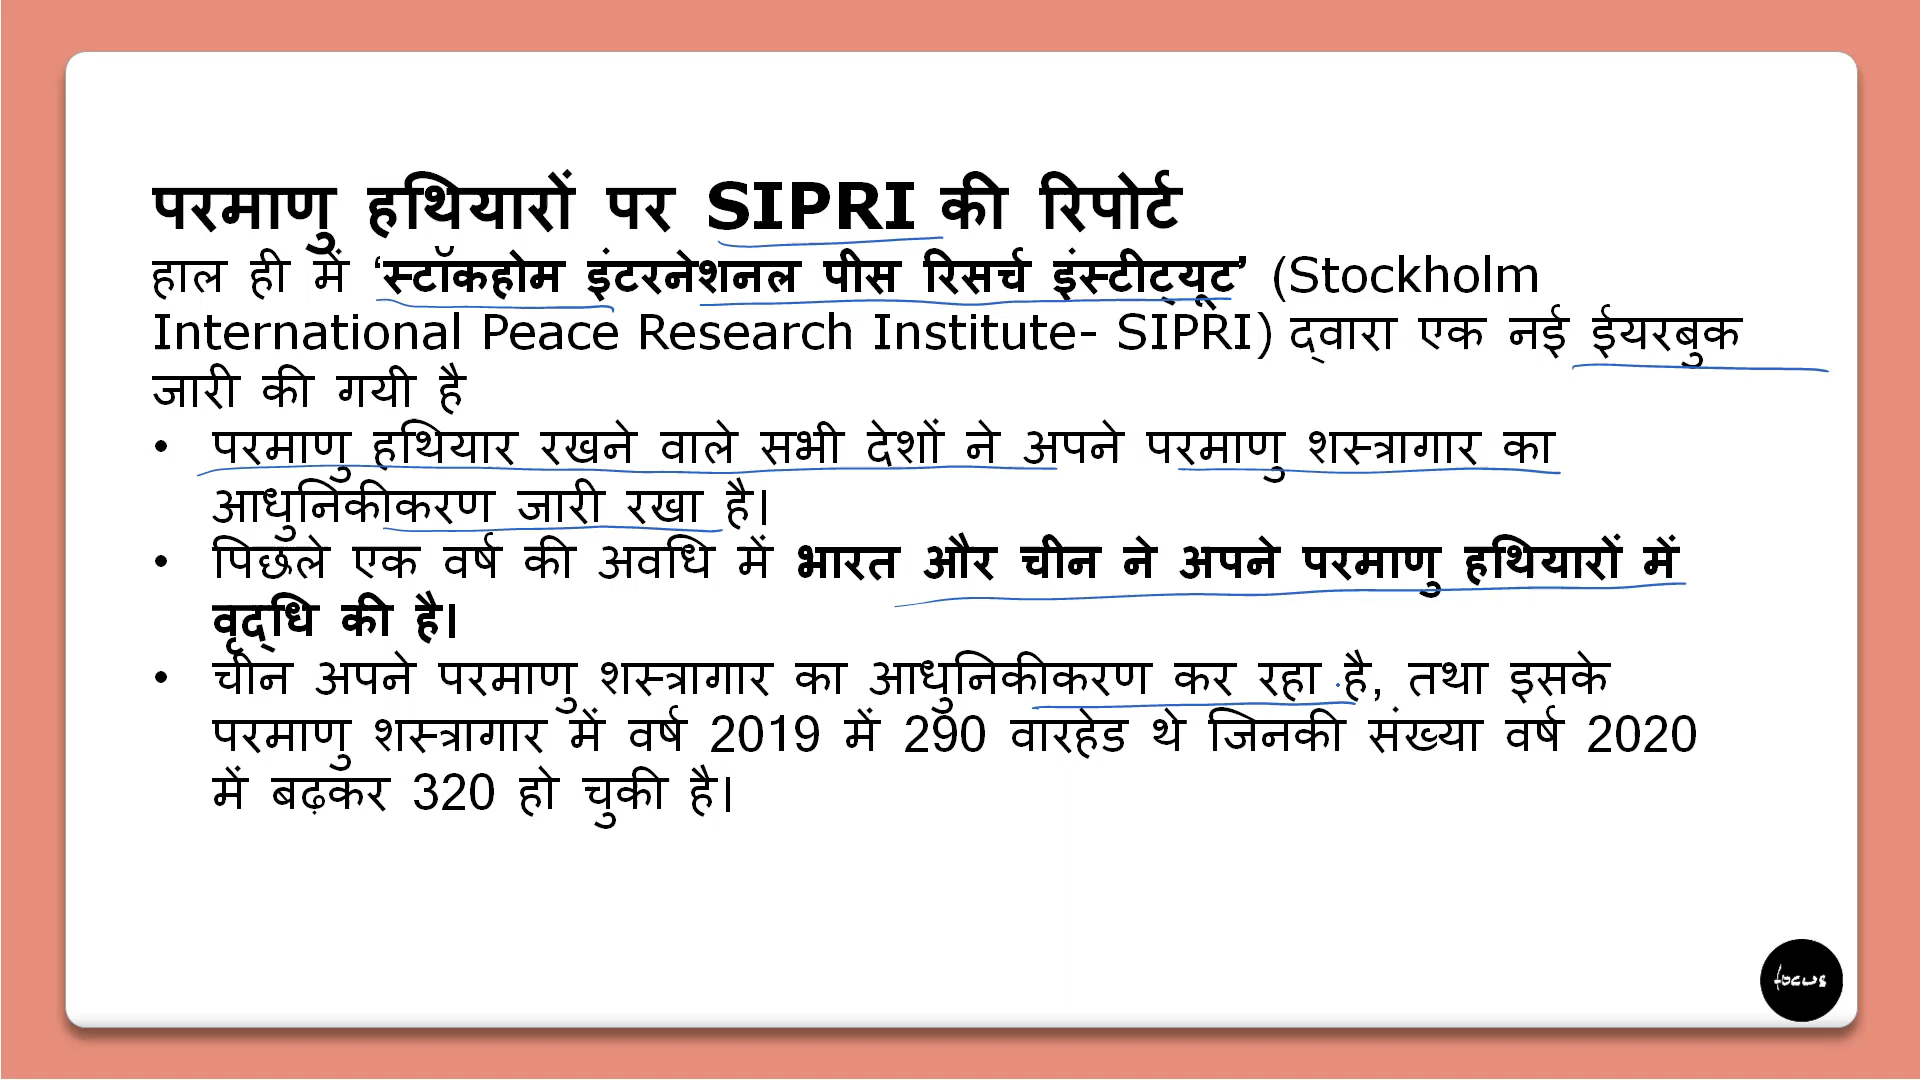 परमाणु हथियारों पर SIPRI की रिपोर्ट
हाल ही में ‘स्टॉकहोम इंटरनेशनल पीस रिसर्च इंस्टीट्यूट’ (Stockholm
International Peace Research Institute- SIPRI) द्वारा एक नई ईयरबुक
जारी की गयी है
• परमाणु हथियार रखने वाले सभी देशों ने अपने परमाणु शस्त्रागार का
आधुनिकीकरण जारी रखा है।
• पिछले एक वर्ष की अवधि में भारत और चीन ने अपने परमाणु हथियारों में
वृद्धि की है।
• चीन अपने परमाणु शस्त्रागार का आधुनिकीकरण कर रहा है, तथा इसके
परमाणु शस्त्रागार में वर्ष 2019 में 290 वारहेड थे जिनकी संख्या वर्ष 2020
में बढ़कर 320 हो चुकी है।
focus